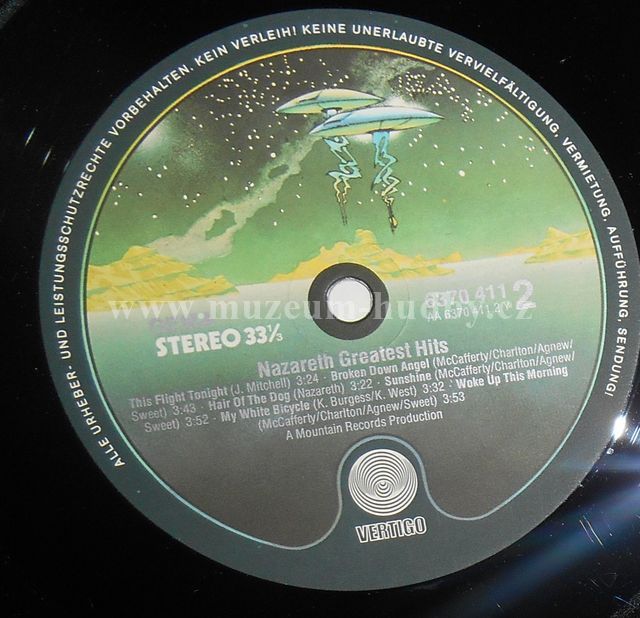 ALLE URHEBER- UND LEISTUNGSSCHUTZRECHTE VORBEHALTEN. KEIN VERLEIH! KEINE UNERLAUBTE VERVIELFÄLTIGUNG, VERMIETUNG, AUFFÜHRUNG, SENDUNG!
www.muzeum-hudby.cz
STEREO 33⅓
6370 411 2
AA 6370 411 2 Y
Nazareth Greatest Hits
This Flight Tonight (J. Mitchell) 3:24 · Broken Down Angel (McCafferty/Charlton/Agnew/
Sweet) 3:43 · Hair Of The Dog (Nazareth) 3:22 · Sunshine (McCafferty/Charlton/Agnew/
Sweet) 3:52 · My White Bicycle (K. Burgess/K. West) 3:32 · Woke Up This Morning
(McCafferty/Charlton/Agnew/Sweet) 3:53
A Mountain Records Production
VERTIGO